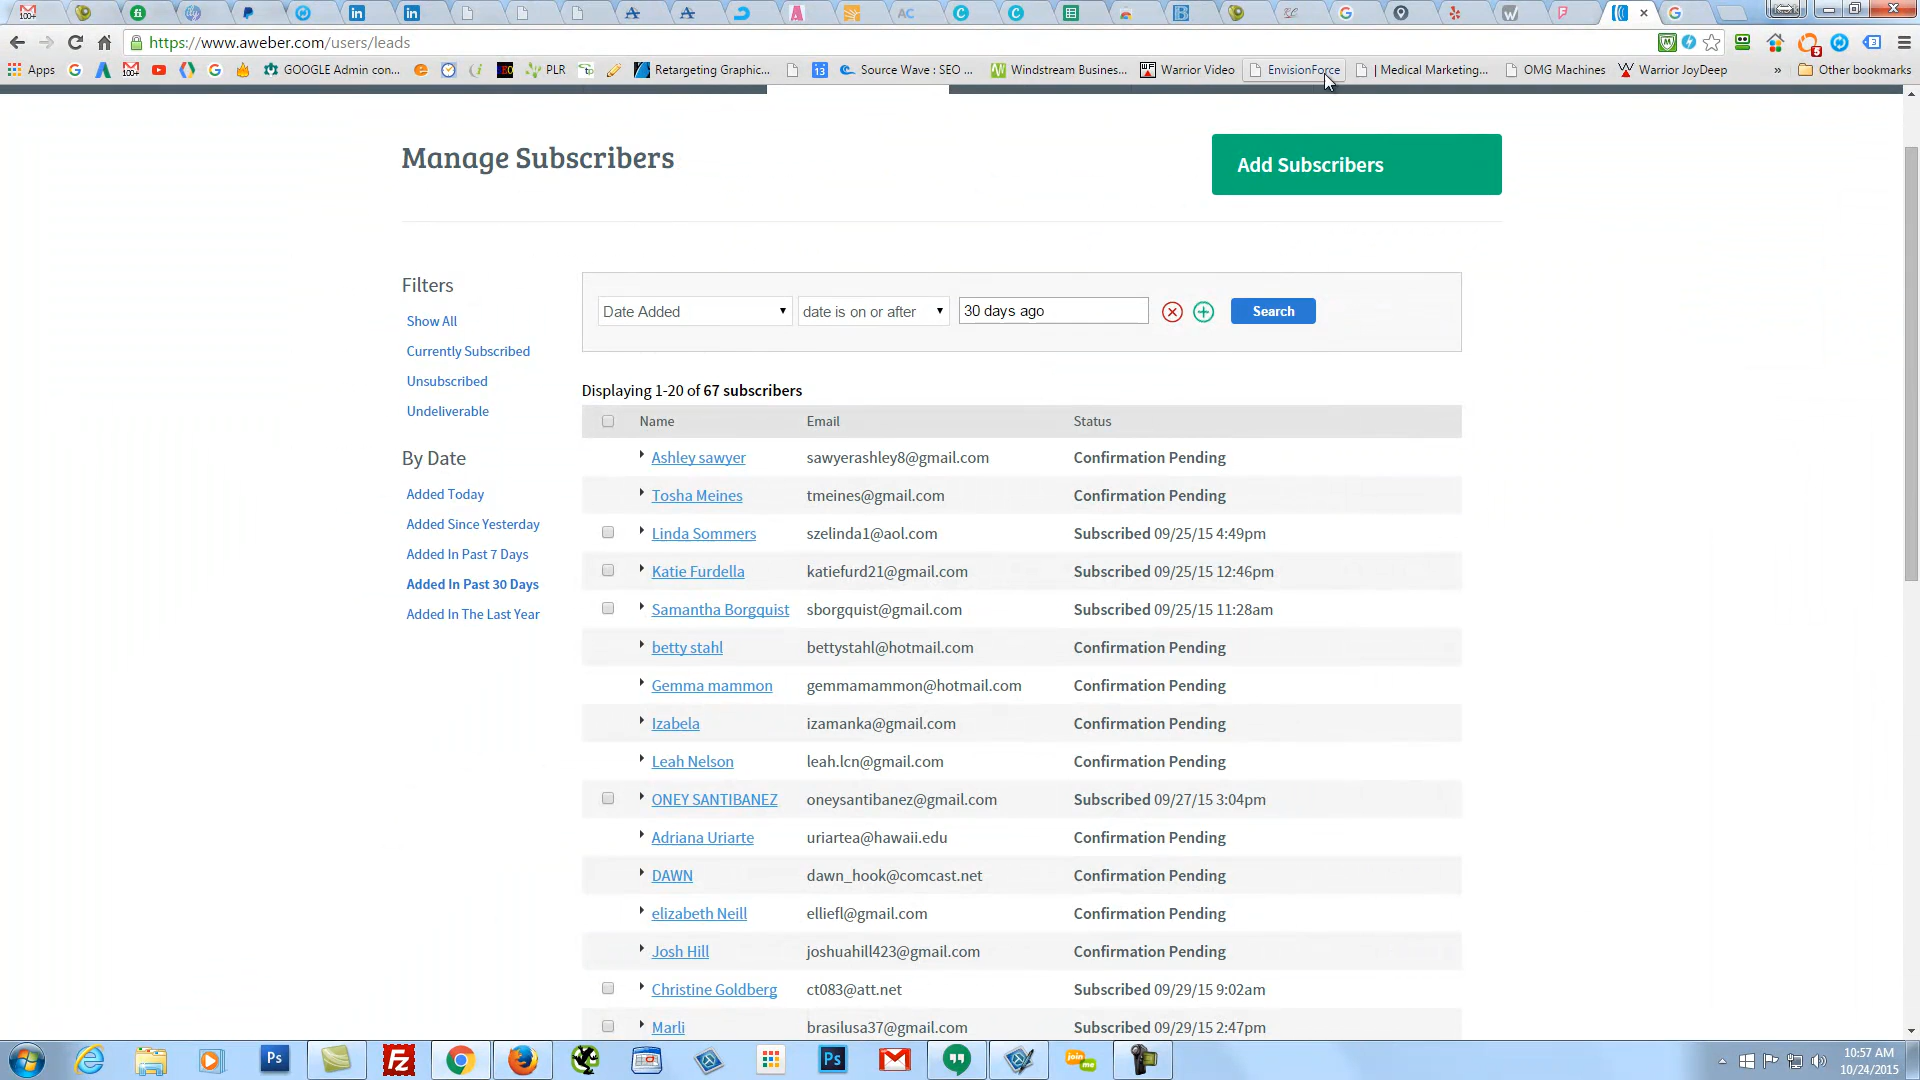 https://www.aweber.com/users/leads
Apps
GOOGLE Admin con...
PLR
Retargeting Graphic...
Source Wave : SEO ...
Windstream Busines...
Warrior Video
EnvisionForce
| Medical Marketing...
OMG Machines
Warrior JoyDeep
»
Other bookmarks
Manage Subscribers
Add Subscribers
Filters
Show All
Currently Subscribed
Unsubscribed
Undeliverable
By Date
Added Today
Added Since Yesterday
Added In Past 7 Days
Added In Past 30 Days
Added In The Last Year
Date Added date is on or after 30 days ago Search
Displaying 1-20 of 67 subscribers
Name Email Status
Ashley sawyer sawyerashley8@gmail.com Confirmation Pending
Tosha Meines tmeines@gmail.com Confirmation Pending
Linda Sommers szelinda1@aol.com Subscribed 09/25/15 4:49pm
Katie Furdella katiefurd21@gmail.com Subscribed 09/25/15 12:46pm
Samantha Borgquist sborgquist@gmail.com Subscribed 09/25/15 11:28am
betty stahl bettystahl@hotmail.com Confirmation Pending
Gemma mammon gemmamammon@hotmail.com Confirmation Pending
Izabela izamanka@gmail.com Confirmation Pending
Leah Nelson leah.lcn@gmail.com Confirmation Pending
ONEY SANTIBANEZ oneysantibanez@gmail.com Subscribed 09/27/15 3:04pm
Adriana Uriarte uriartea@hawaii.edu Confirmation Pending
DAWN dawn_hook@comcast.net Confirmation Pending
elizabeth Neill elliefl@gmail.com Confirmation Pending
Josh Hill joshuahill423@gmail.com Confirmation Pending
Christine Goldberg ct083@att.net Subscribed 09/29/15 9:02am
Marli brasilusa37@gmail.com Subscribed 09/29/15 2:47pm
10:57 AM
10/24/2015